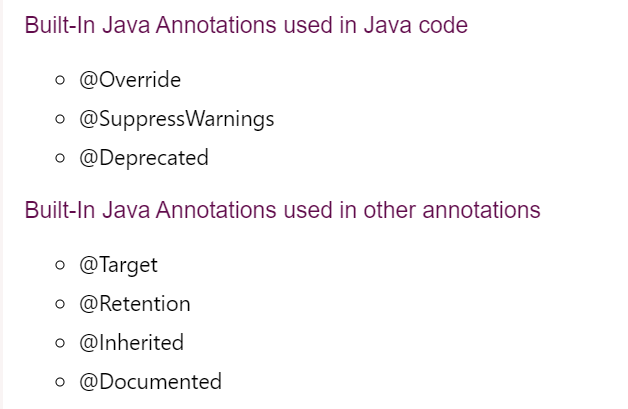 Built-In Java Annotations used in Java code
@Override
@SuppressWarnings
@Deprecated
Built-In Java Annotations used in other annotations
@Target
@Retention
@Inherited
@Documented